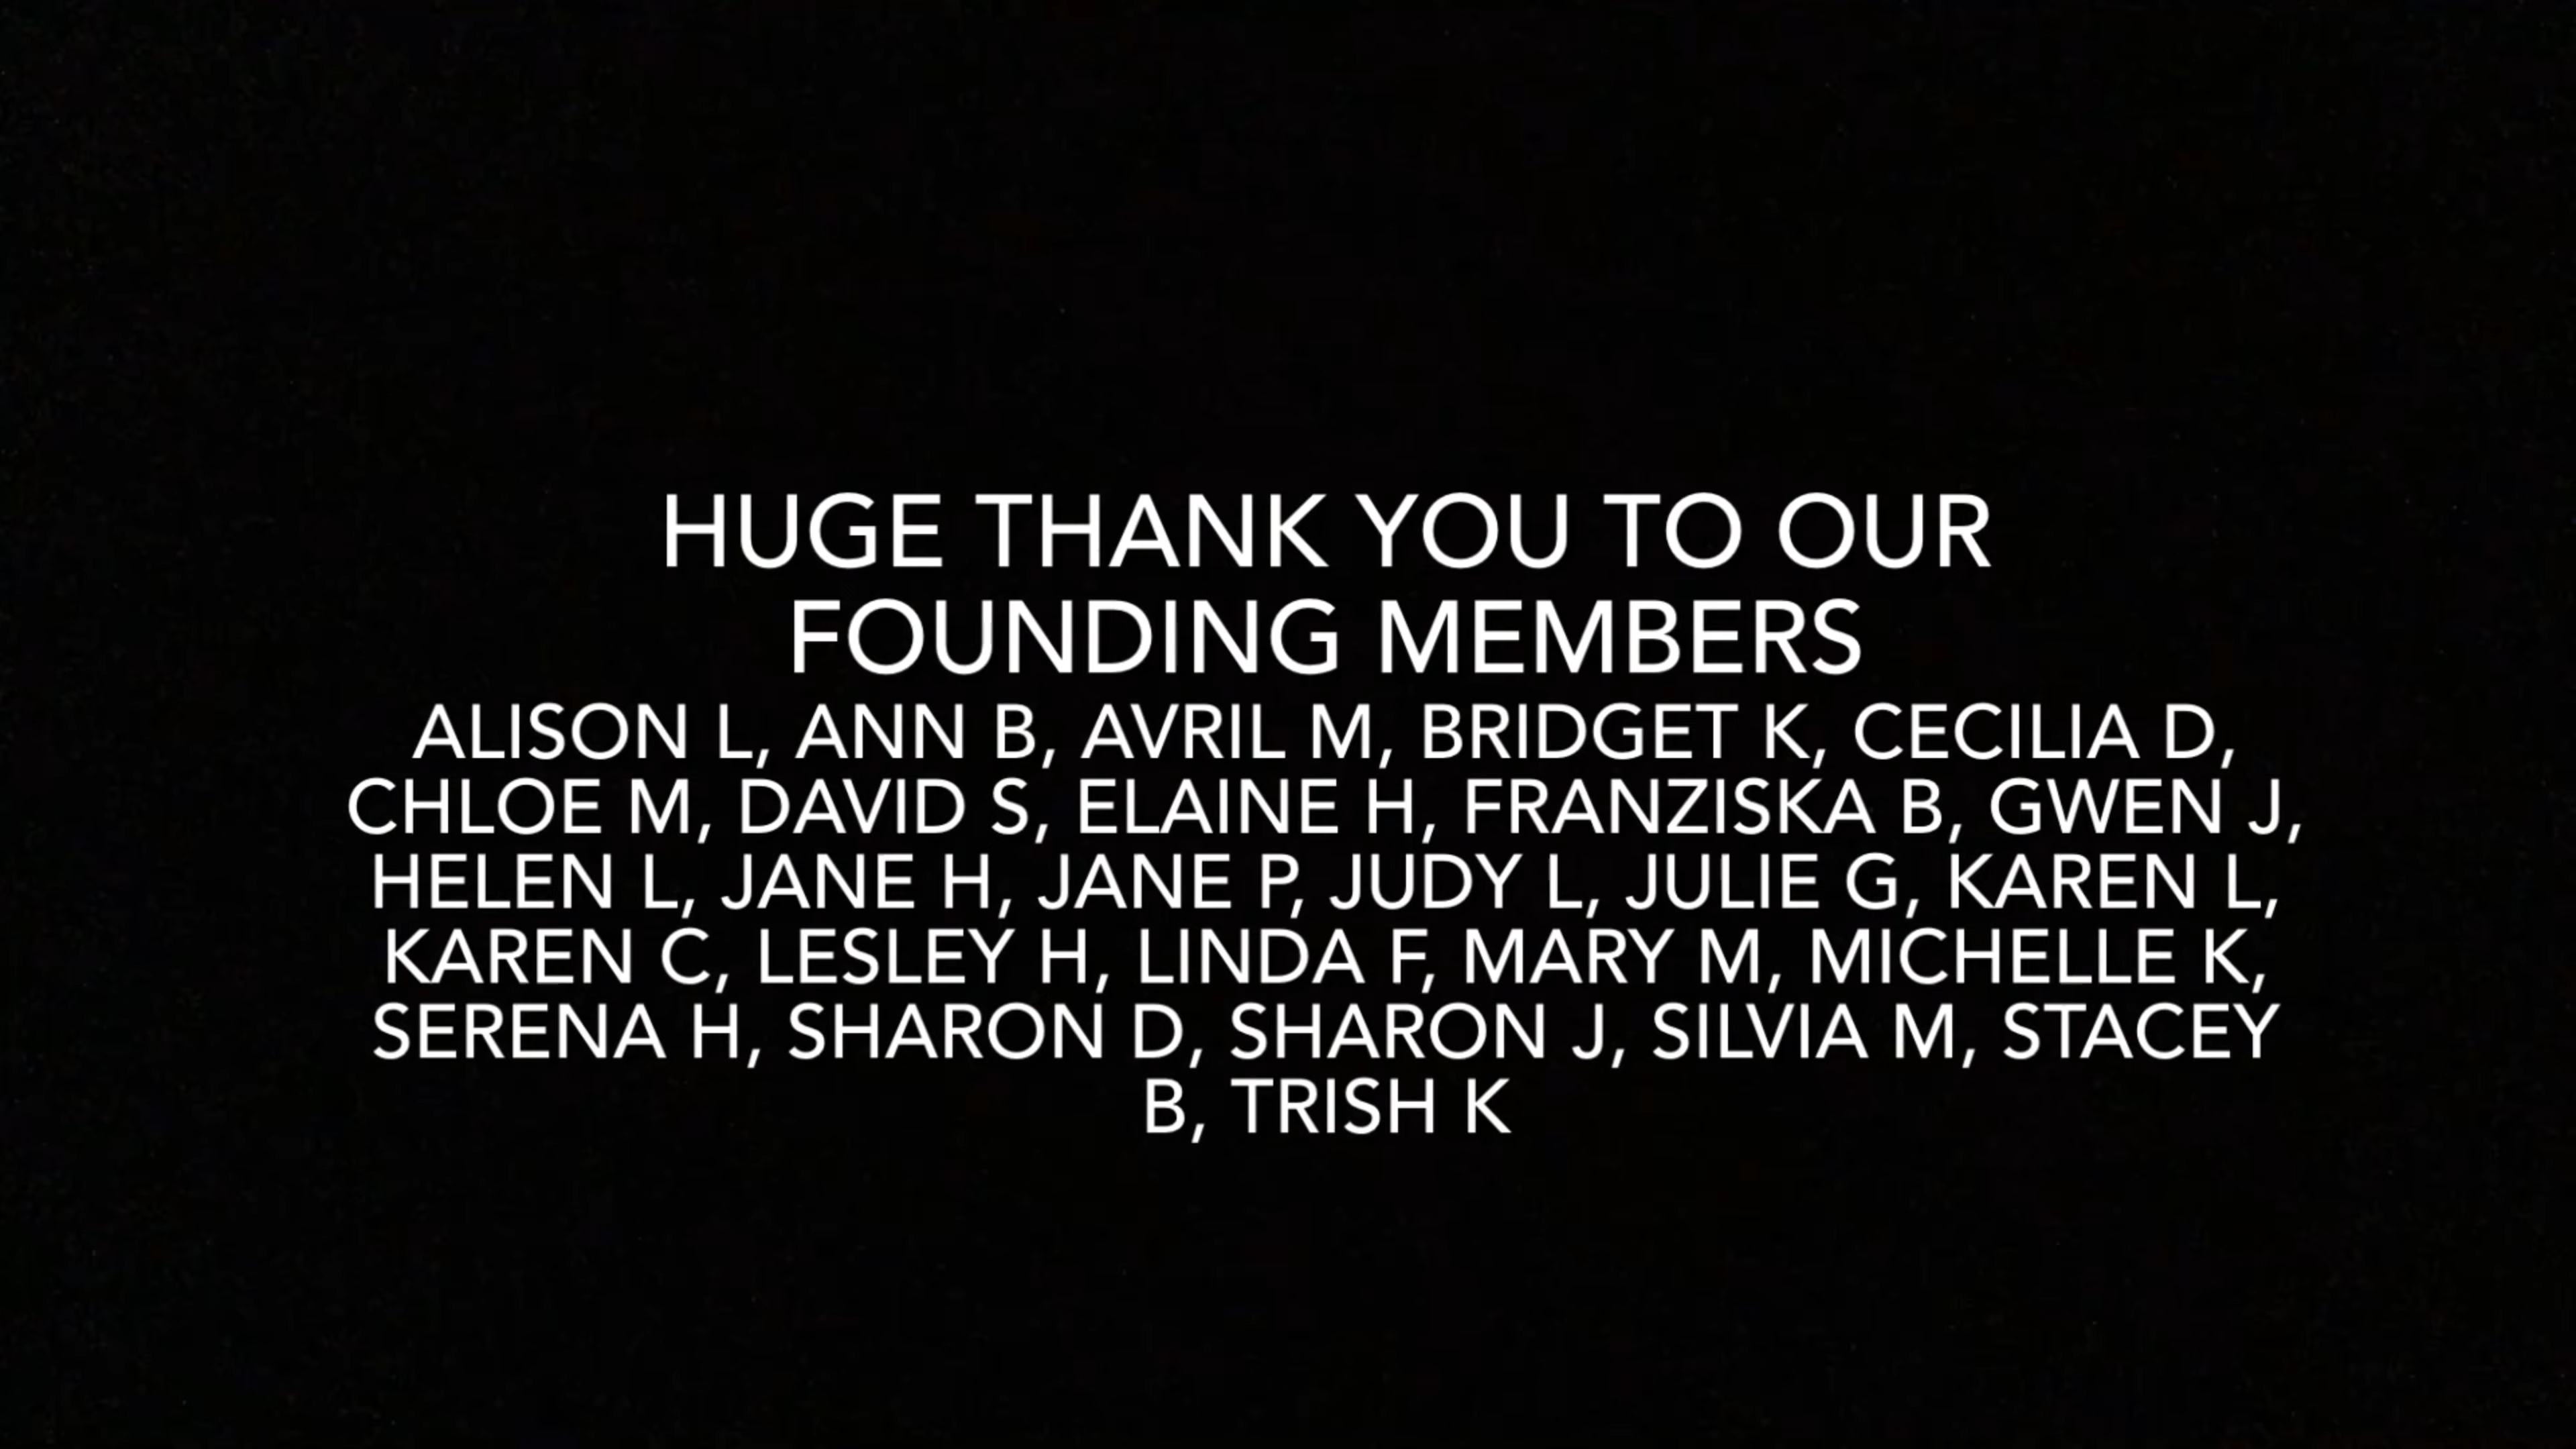 HUGE THANK YOU TO OUR
FOUNDING MEMBERS
ALISON L, ANN B, AVRIL M, BRIDGET K, CECILIA D,
CHLOE M, DAVID S, ELAINE H, FRANZISKA B, GWEN J,
HELEN L, JANE H, JANE P, JUDY L, JULIE G, KAREN L,
KAREN C, LESLEY H, LINDA F, MARY M, MICHELLE K,
SERENA H, SHARON D, SHARON J, SILVIA M, STACEY
B, TRISH K